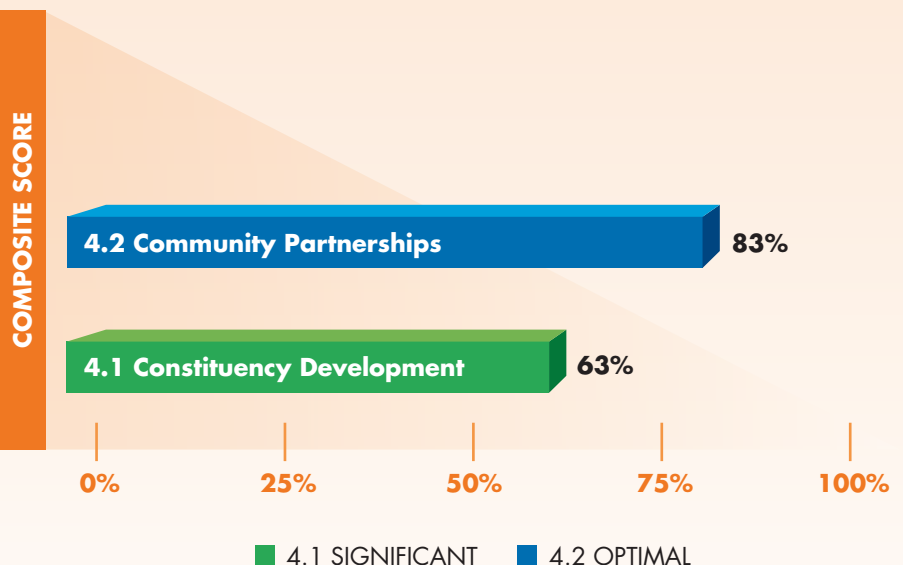 COMPOSITE SCORE
4.2 Community Partnerships
83%
4.1 Constituency Development
63%
0% 25% 50% 75% 100%
4.1 SIGNIFICANT 4.2 OPTIMAL